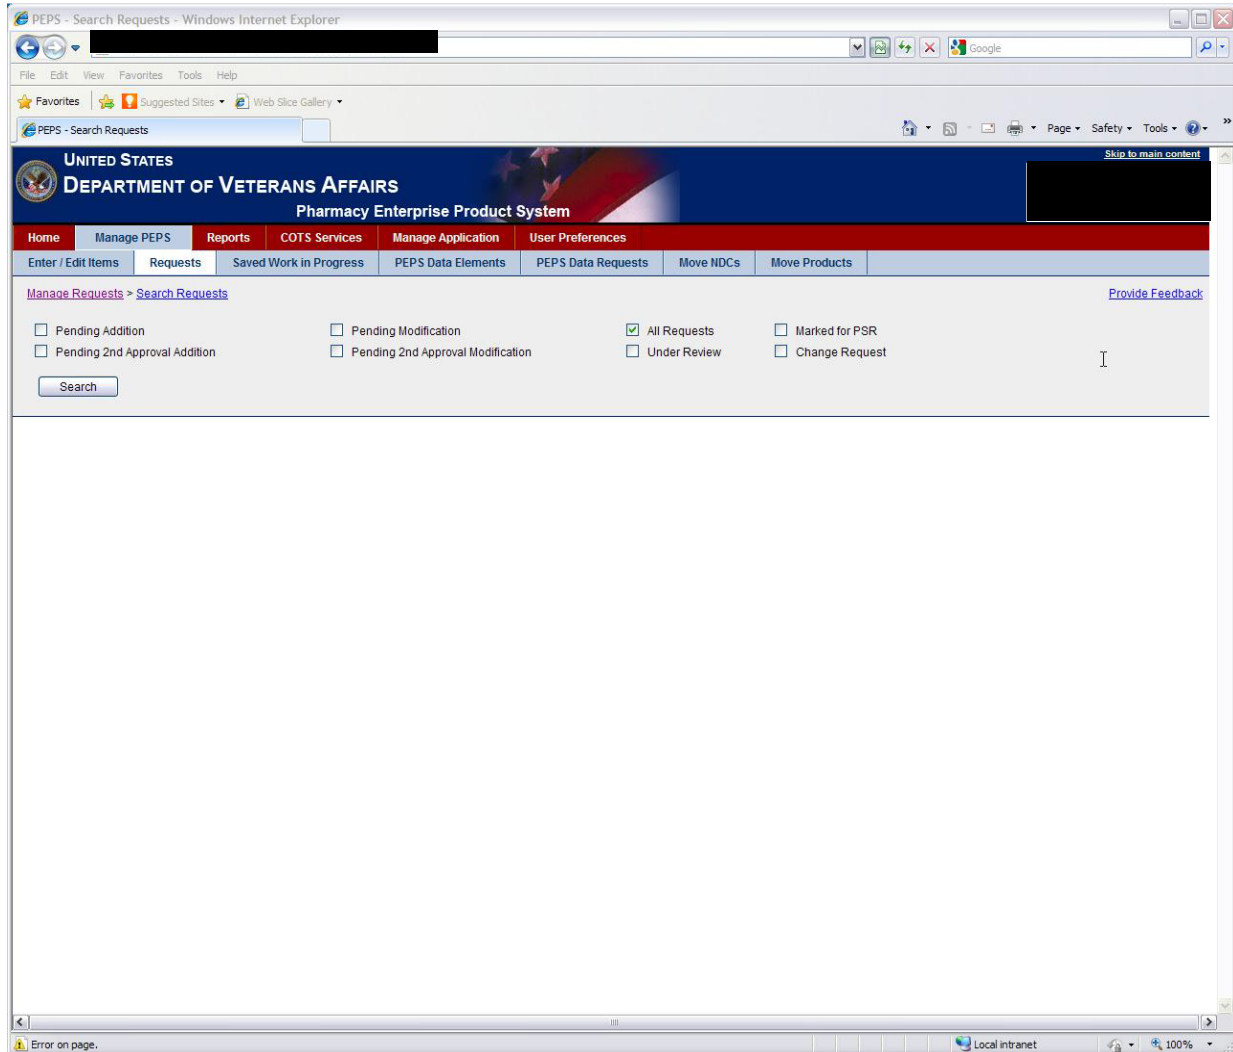 PEPS - Search Requests - Windows Internet Explorer
Google
File Edit View Favorites Tools Help
Favorites Suggested Sites Web Slice Gallery
PEPS - Search Requests Page Safety Tools »
Skip to main content
UNITED STATES
DEPARTMENT OF VETERANS AFFAIRS
Pharmacy Enterprise Product System
Home Manage PEPS Reports COTS Services Manage Application User Preferences
Enter / Edit Items Requests Saved Work in Progress PEPS Data Elements PEPS Data Requests Move NDCs Move Products
Manage Requests > Search Requests Provide Feedback
Pending Addition Pending Modification All Requests Marked for PSR
Pending 2nd Approval Addition Pending 2nd Approval Modification Under Review Change Request
Search
Error on page. Local intranet 100%